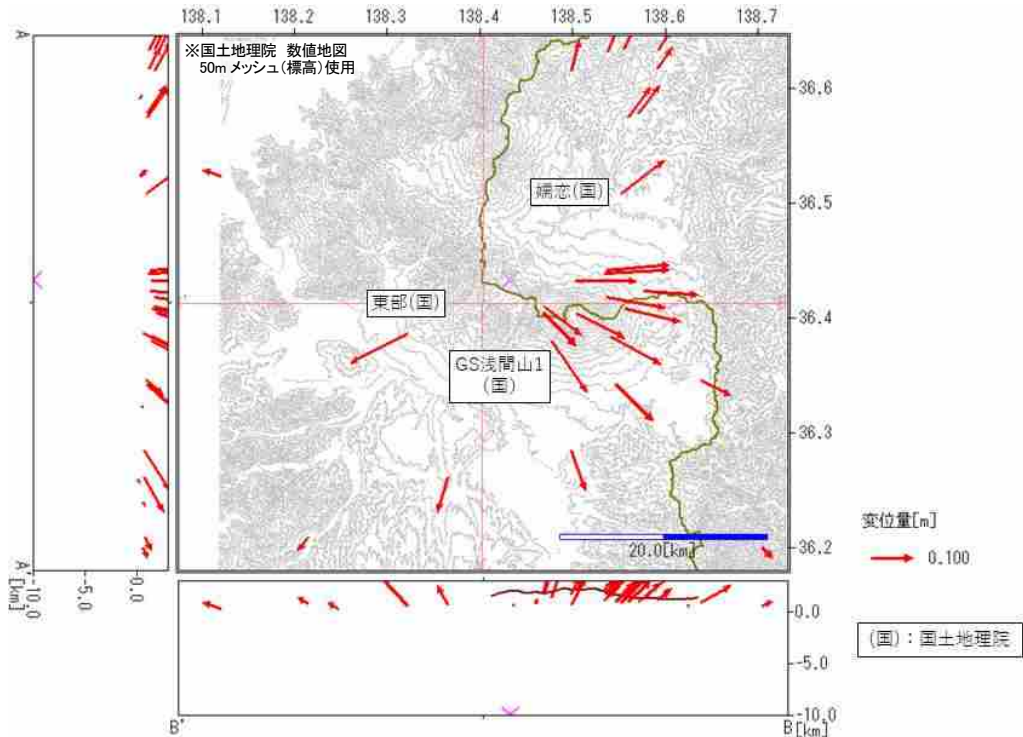 138.1 138.2 138.3 138.4 138.5 138.6 138.7
※国土地理院 数値地図
50mメッシュ(標高)使用
A
36.6
嬬恋(国)
36.5
東部(国)
36.4
GS浅間山1
(国)
36.3
変位量[m]
20.0[km]
36.2
0.100
A'
-10.0
-5.0
0.0
[km]
0.0
(国):国土地理院
-5.0
-10.0
B'
B[km]